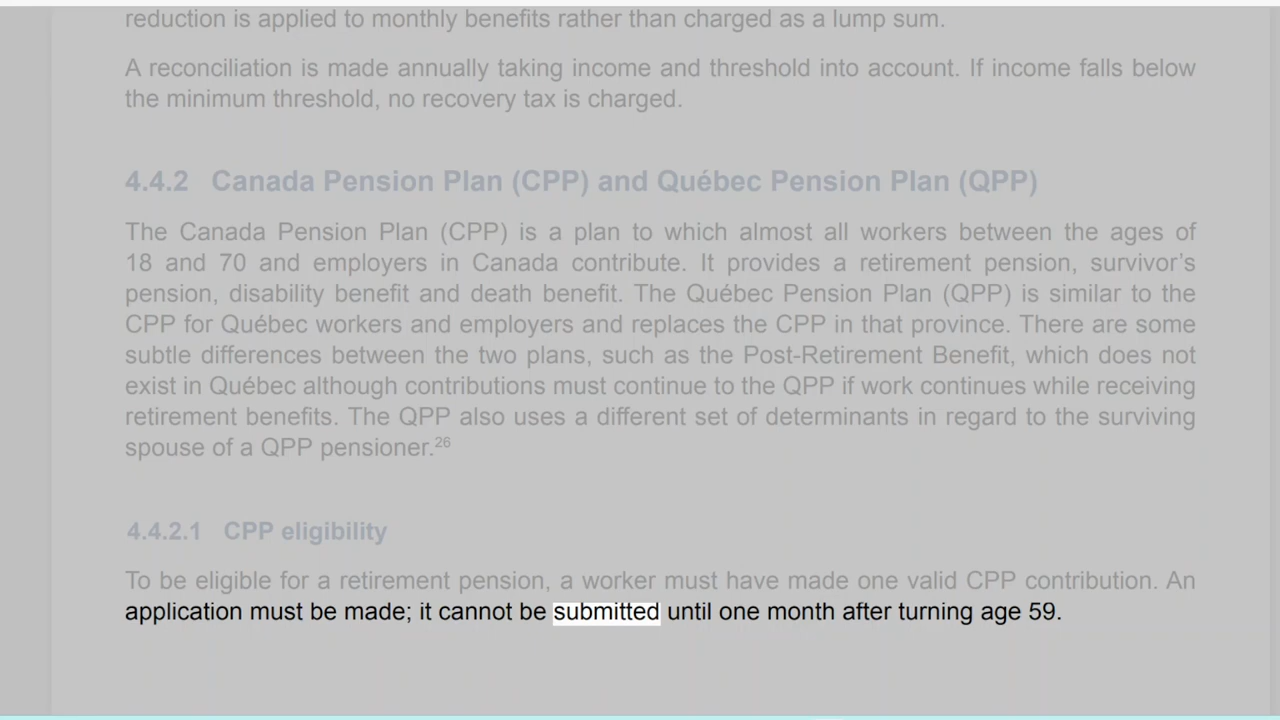 reduction is applied to monthly benefits rather than charged as a lump sum.
A reconciliation is made annually taking income and threshold into account. If income falls below
the minimum threshold, no recovery tax is charged.
4.4.2 Canada Pension Plan (CPP) and Québec Pension Plan (QPP)
The Canada Pension Plan (CPP) is a plan to which almost all workers between the ages of
18 and 70 and employers in Canada contribute. It provides a retirement pension, survivor’s
pension, disability benefit and death benefit. The Québec Pension Plan (QPP) is similar to the
CPP for Québec workers and employers and replaces the CPP in that province. There are some
subtle differences between the two plans, such as the Post-Retirement Benefit, which does not
exist in Québec although contributions must continue to the QPP if work continues while receiving
retirement benefits. The QPP also uses a different set of determinants in regard to the surviving
spouse of a QPP pensioner.26
4.4.2.1 CPP eligibility
To be eligible for a retirement pension, a worker must have made one valid CPP contribution. An
application must be made; it cannot be submitted until one month after turning age 59.